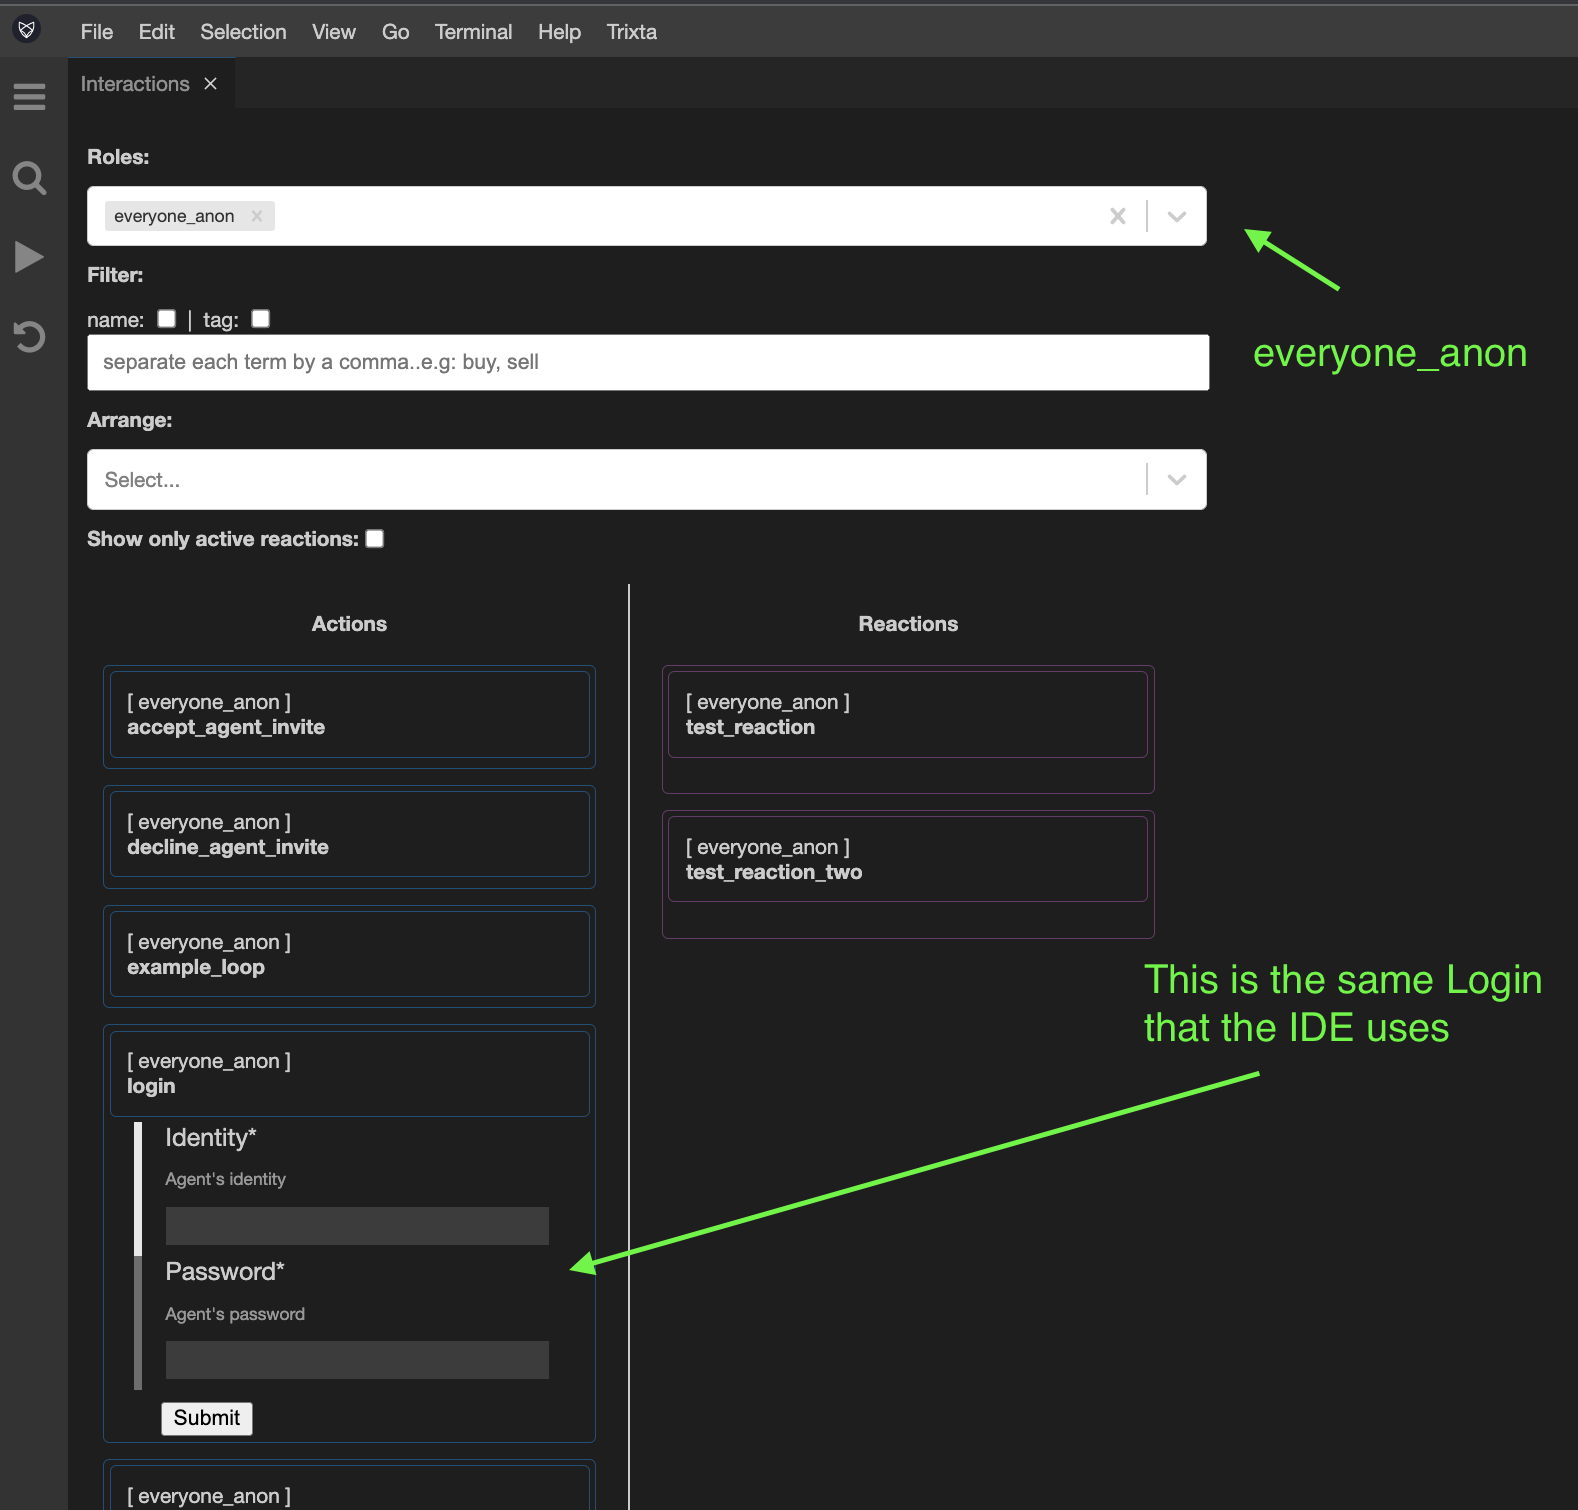 File Edit Selection View Go Terminal Help Trixta
Interactions
Roles:
everyone_anon
Filter:
name: | tag:
separate each term by a comma..e.g: buy, sell
everyone_anon
Arrange:
Select...
Show only active reactions:
Actions
Reactions
[ everyone_anon ]
accept_agent_invite
[ everyone_anon ]
test_reaction
[ everyone_anon ]
decline_agent_invite
[ everyone_anon ]
test_reaction_two
[ everyone_anon ]
example_loop
This is the same Login
that the IDE uses
[ everyone_anon ]
login
Identity*
Agent's identity
Password*
Agent's password
Submit
[ everyone_anon ]